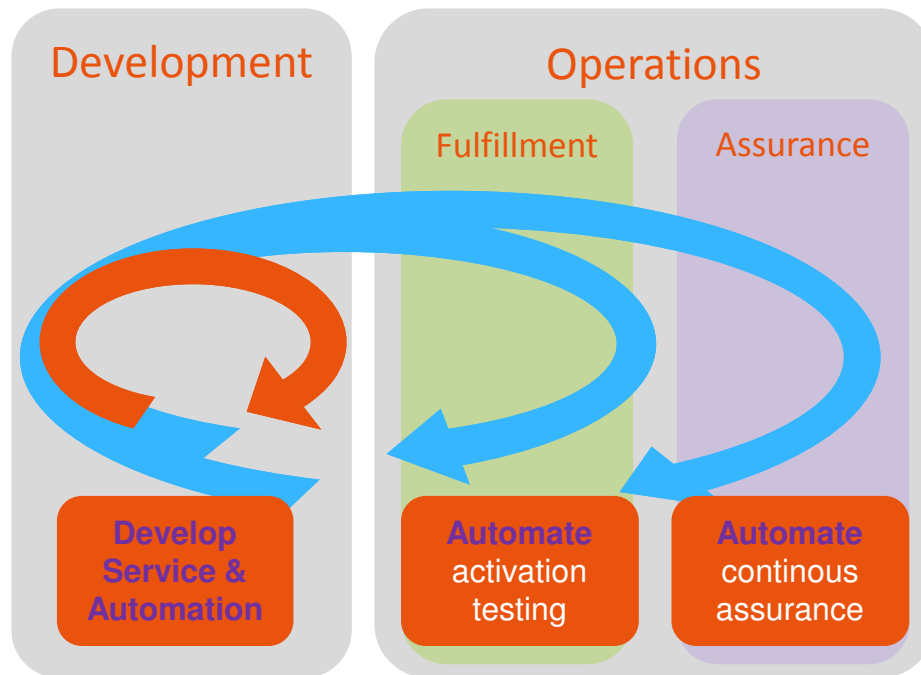 Development
Operations
Fulfillment
Assurance
Develop
Service &
Automation
Automate
activation
testing
Automate
continous
assurance